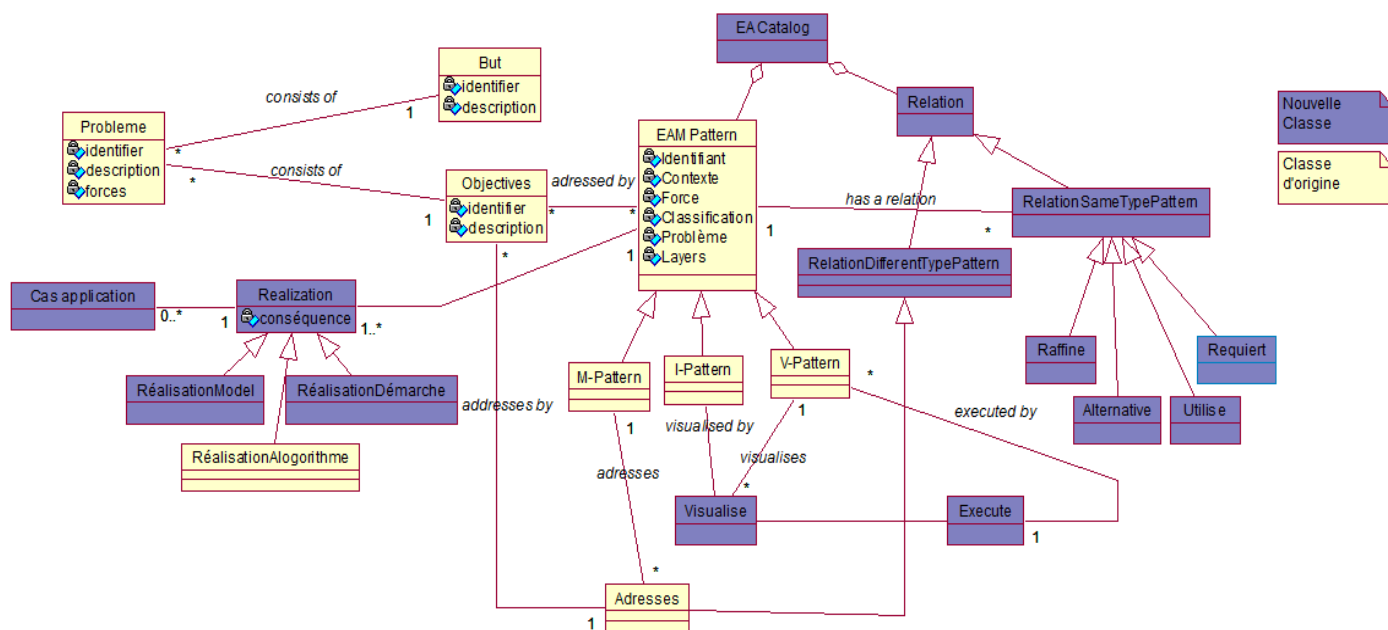 EACatalog
But
identifier
description
consists of
1
Probleme
identifier
description
forces
*
*
consists of
1
Objectives
identifier
description
*
*
adressed by
*
EAM Pattern
Identifiant
Contexte
Force
Classification
Problème
Layers
1
1
has a relation
*
Relation
RelationSameTypePattern
RelationDifferentTypePattern
Nouvelle
Classe
Classe
d'origine
Cas application
0..*
1
Realization
conséquence
1..*
RéalisationModel
RéalisationDémarche
RéalisationAlogorithme
addresses by
M-Pattern
1
I-Pattern
V-Pattern
*
1
visualised by
visualises
*
adresses
*
executed by
Raffine
Requiert
Alternative
Utilise
Visualise
Execute
1
Adresses
1